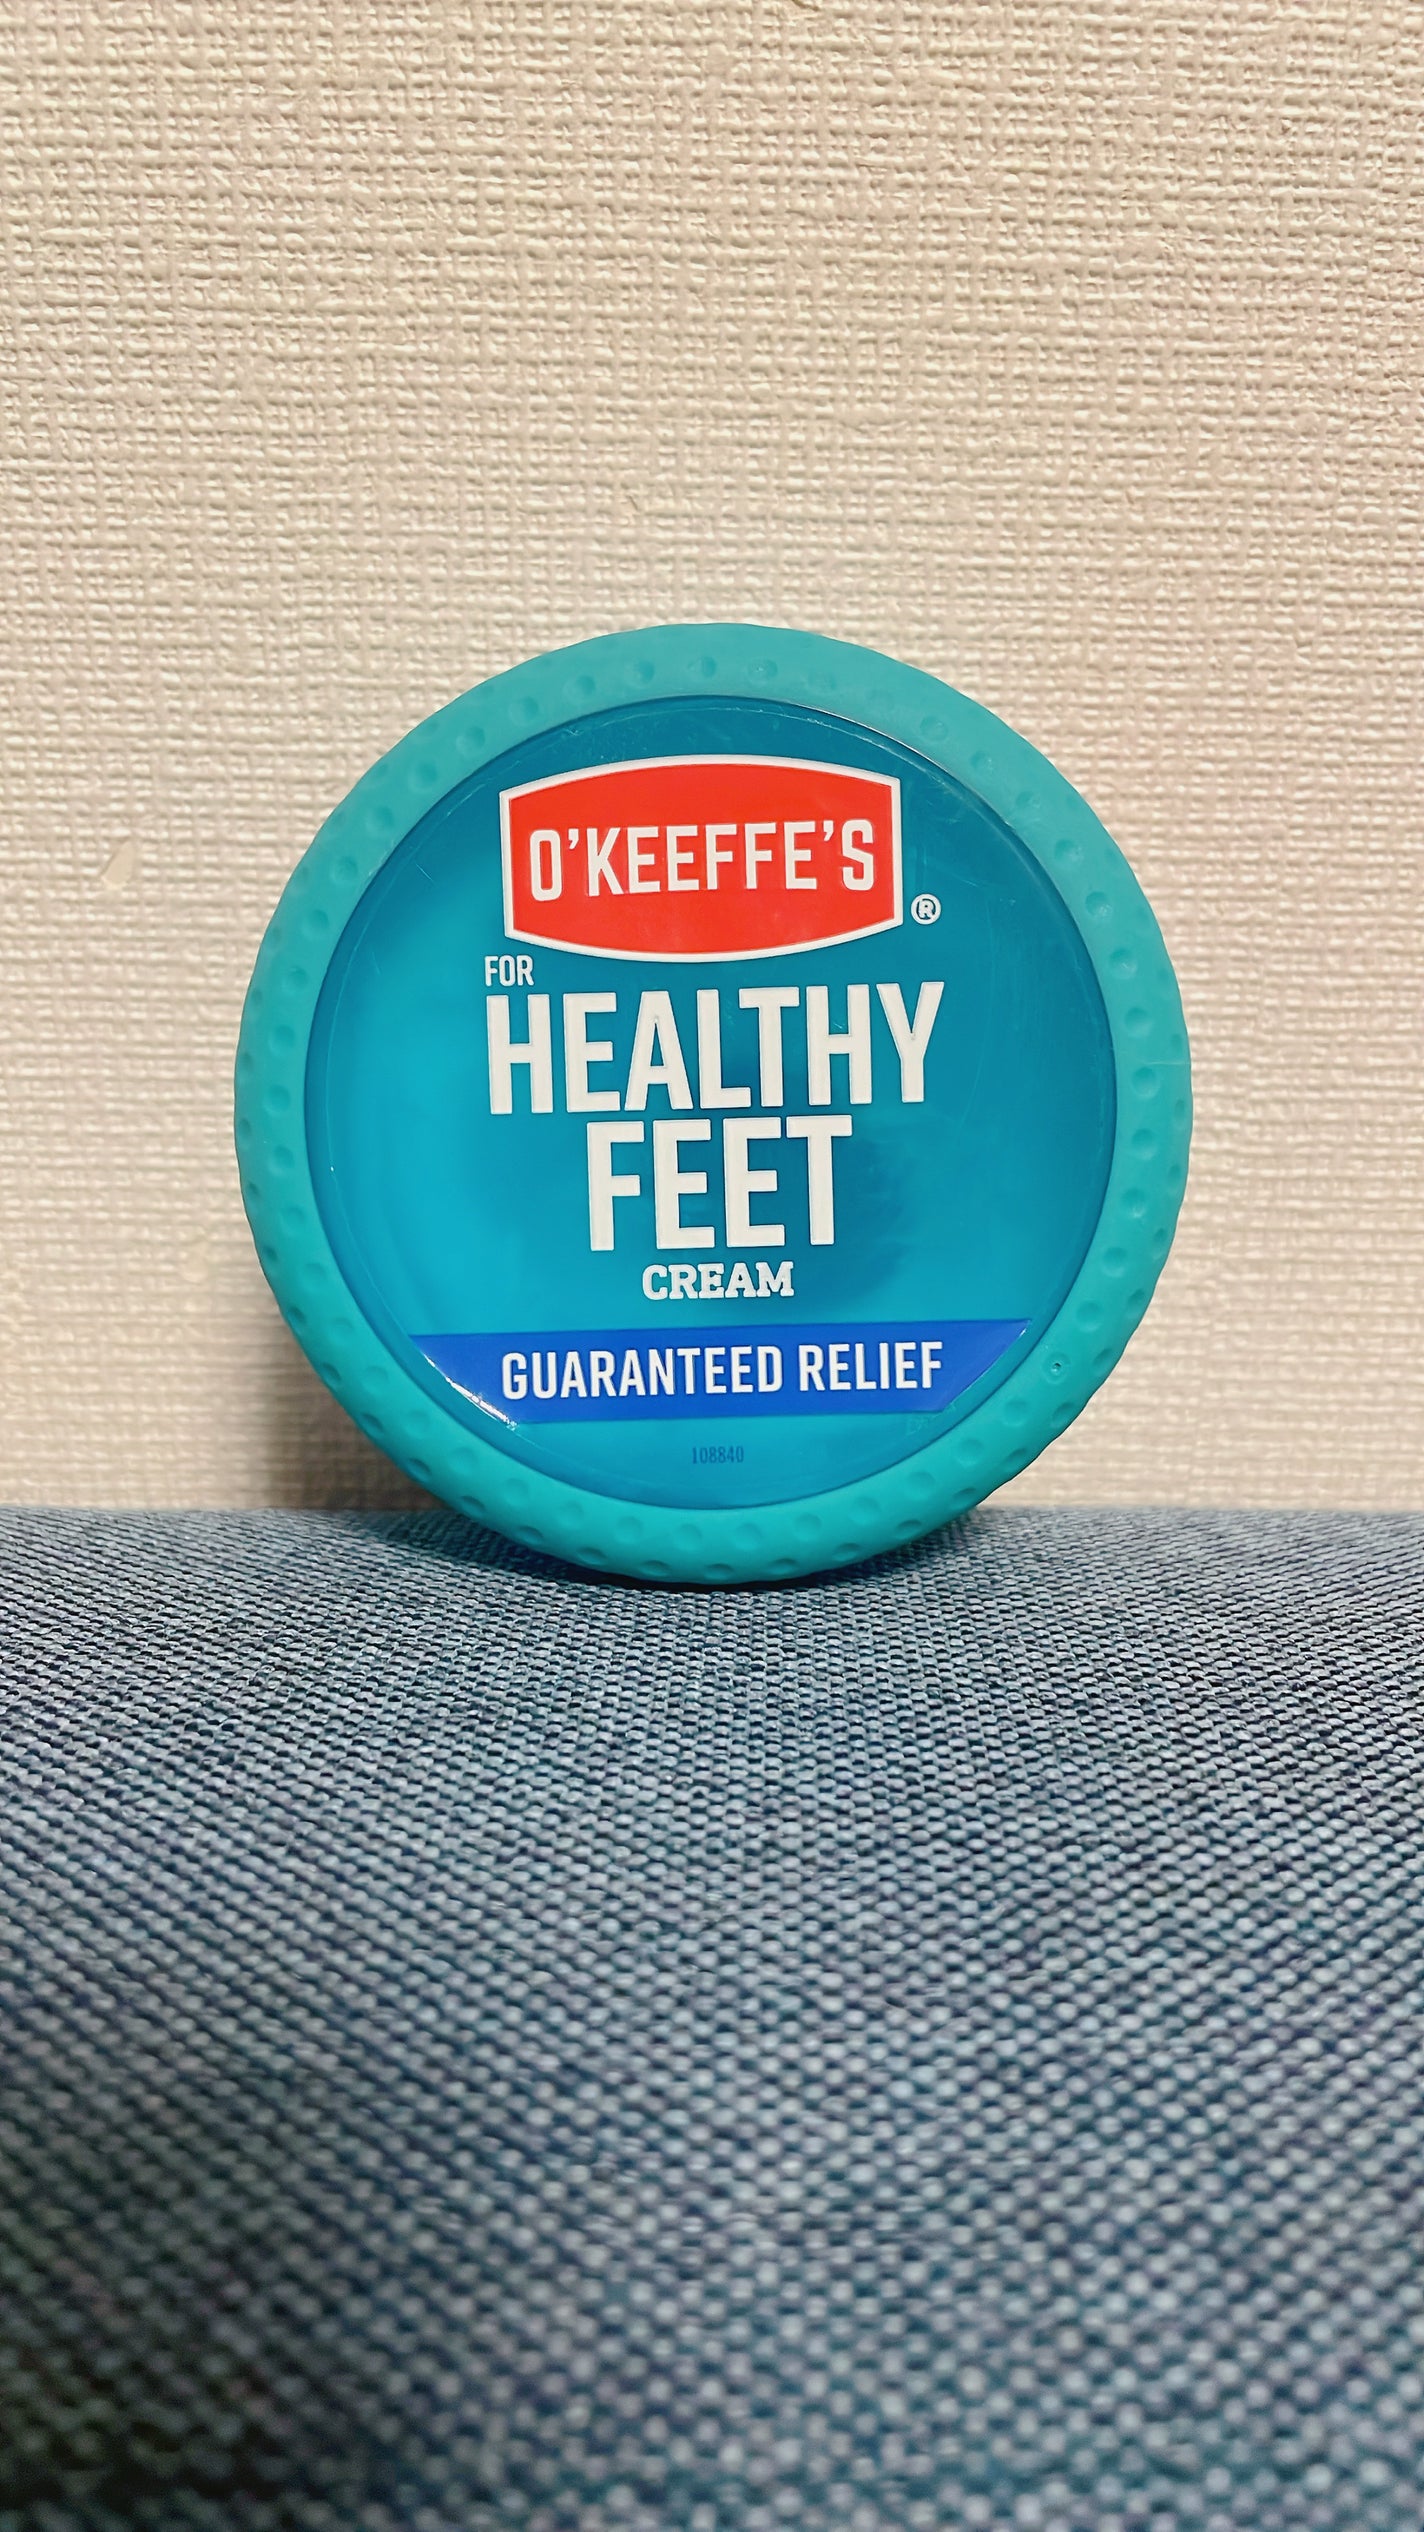 O'KEEFFE'S
®
FOR
HEALTHY
FEET
CREAM
GUARANTEED RELIEF
108840